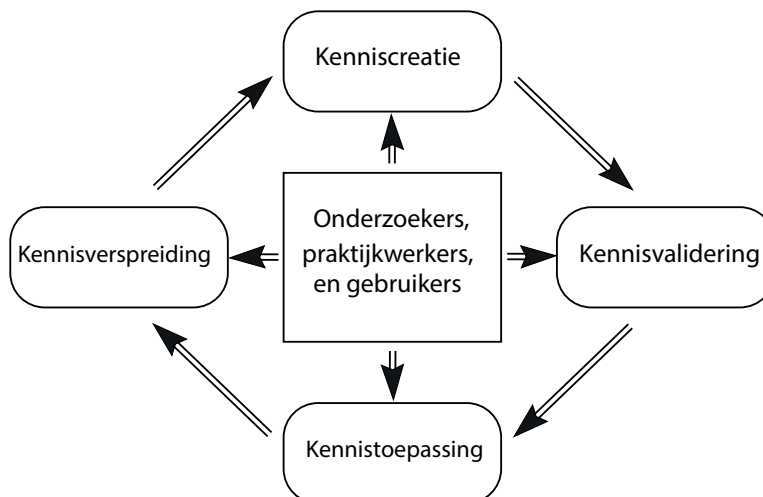 Kenniscreatie
Onderzoekers,
praktijkwerkers,
en gebruikers
Kennisverspreiding
Kennisvalidering
Kennistoepassing